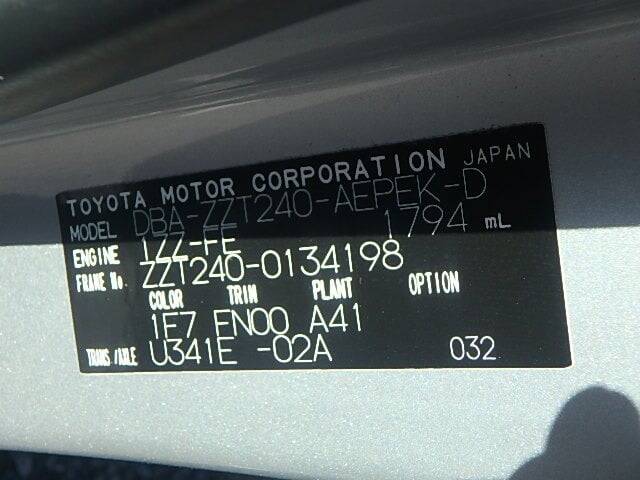 TOYOTA MOTOR CORPORATION JAPAN
MODEL DBA-ZZT240-AEPEK-D
ENGINE 1ZZ-FE 1794 mL
FRAME No. ZZT240-0134198
COLOR TRIM PLANT OPTION
1E7 FN00 A41
TRANS/AXLE U341E -02A 032